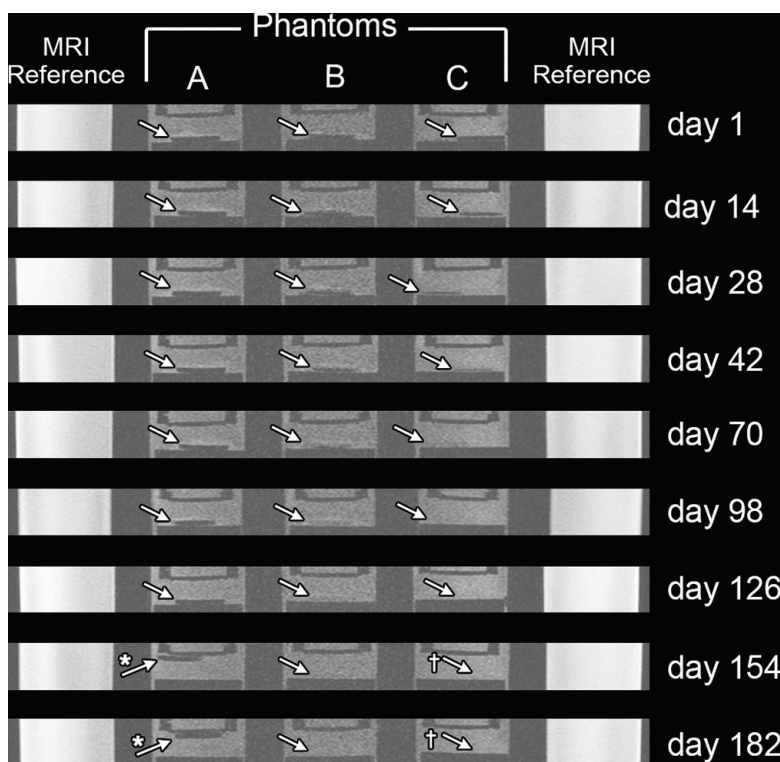 Phantoms
MRI
Reference
A
B
C
MRI
Reference
day 1
day 14
day 28
day 42
day 70
day 98
day 126
* † day 154
* † day 182